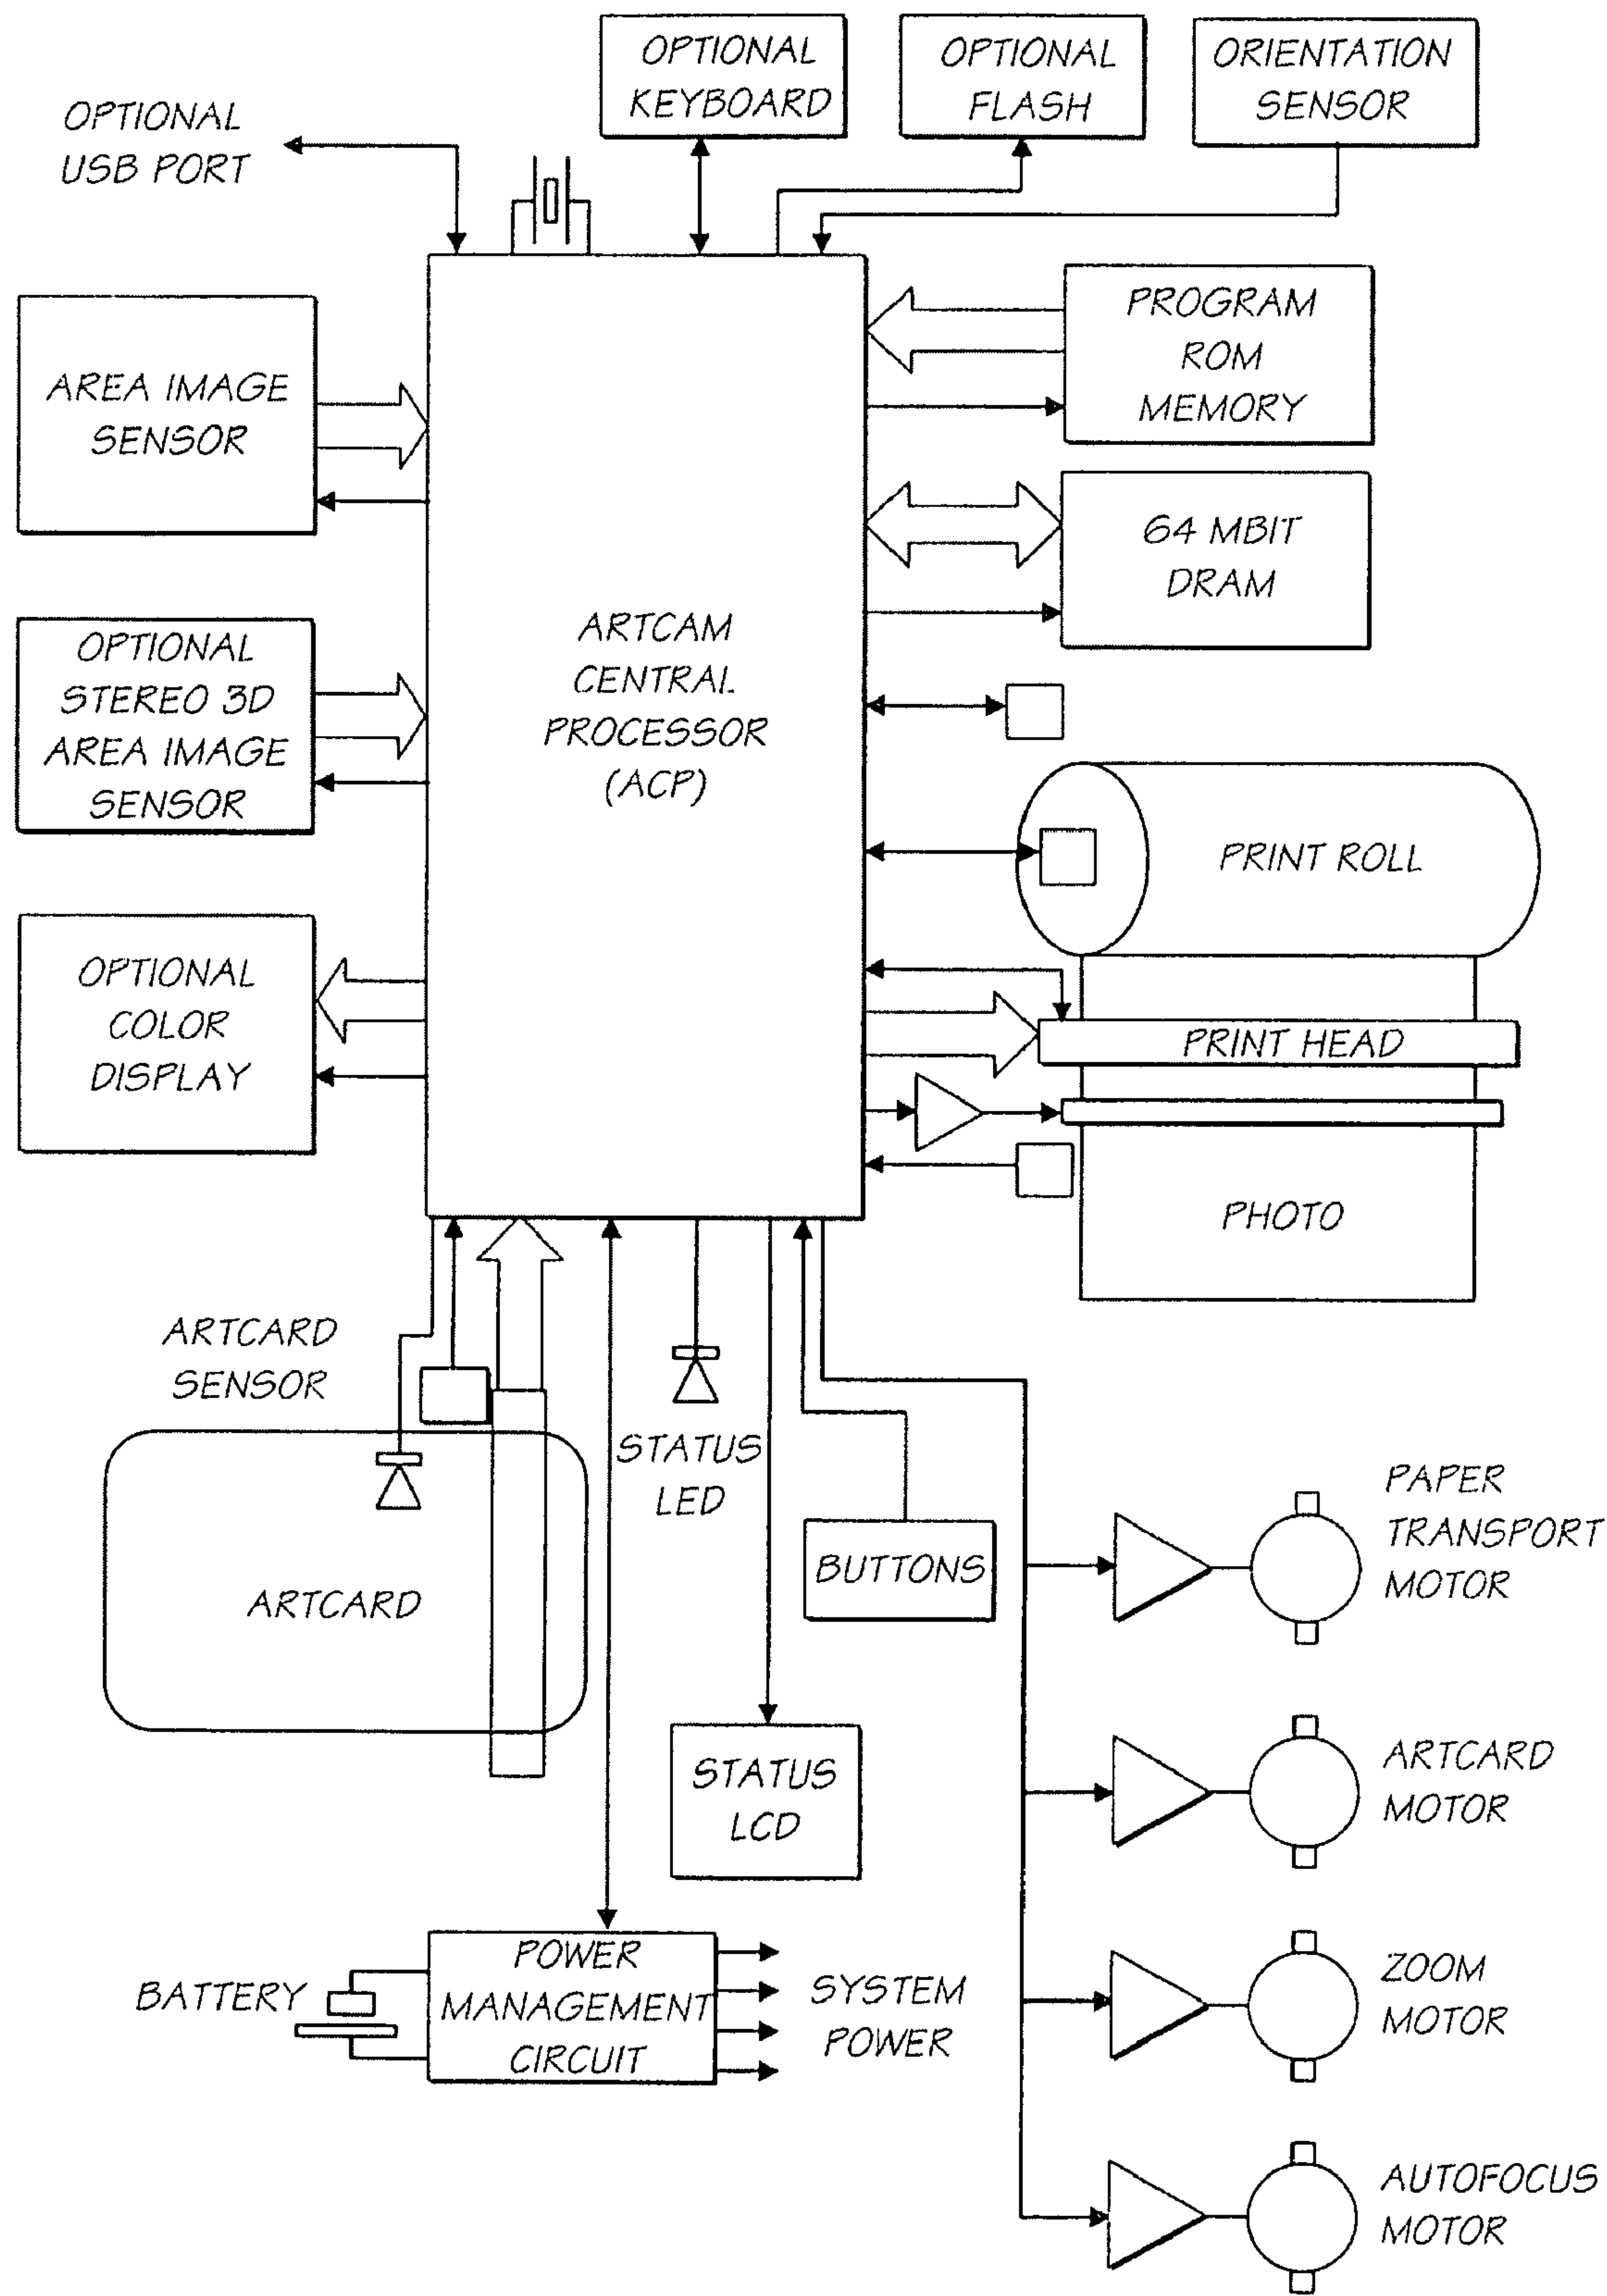 OPTIONAL
KEYBOARD
OPTIONAL
FLASH
ORIENTATION
SENSOR
OPTIONAL
USB PORT
AREA IMAGE
SENSOR
PROGRAM
ROM
MEMORY
64 MBIT
DRAM
OPTIONAL
STEREO 3D
AREA IMAGE
SENSOR
ARTCAM
CENTRAL
PROCESSOR
(ACP)
PRINT ROLL
OPTIONAL
COLOR
DISPLAY
PRINT HEAD
PHOTO
ARTCARD
SENSOR
STATUS
LED
ARTCARD
BUTTONS
PAPER
TRANSPORT
MOTOR
STATUS
LCD
ARTCARD
MOTOR
BATTERY
POWER
MANAGEMENT
CIRCUIT
SYSTEM
POWER
ZOOM
MOTOR
AUTOFOCUS
MOTOR